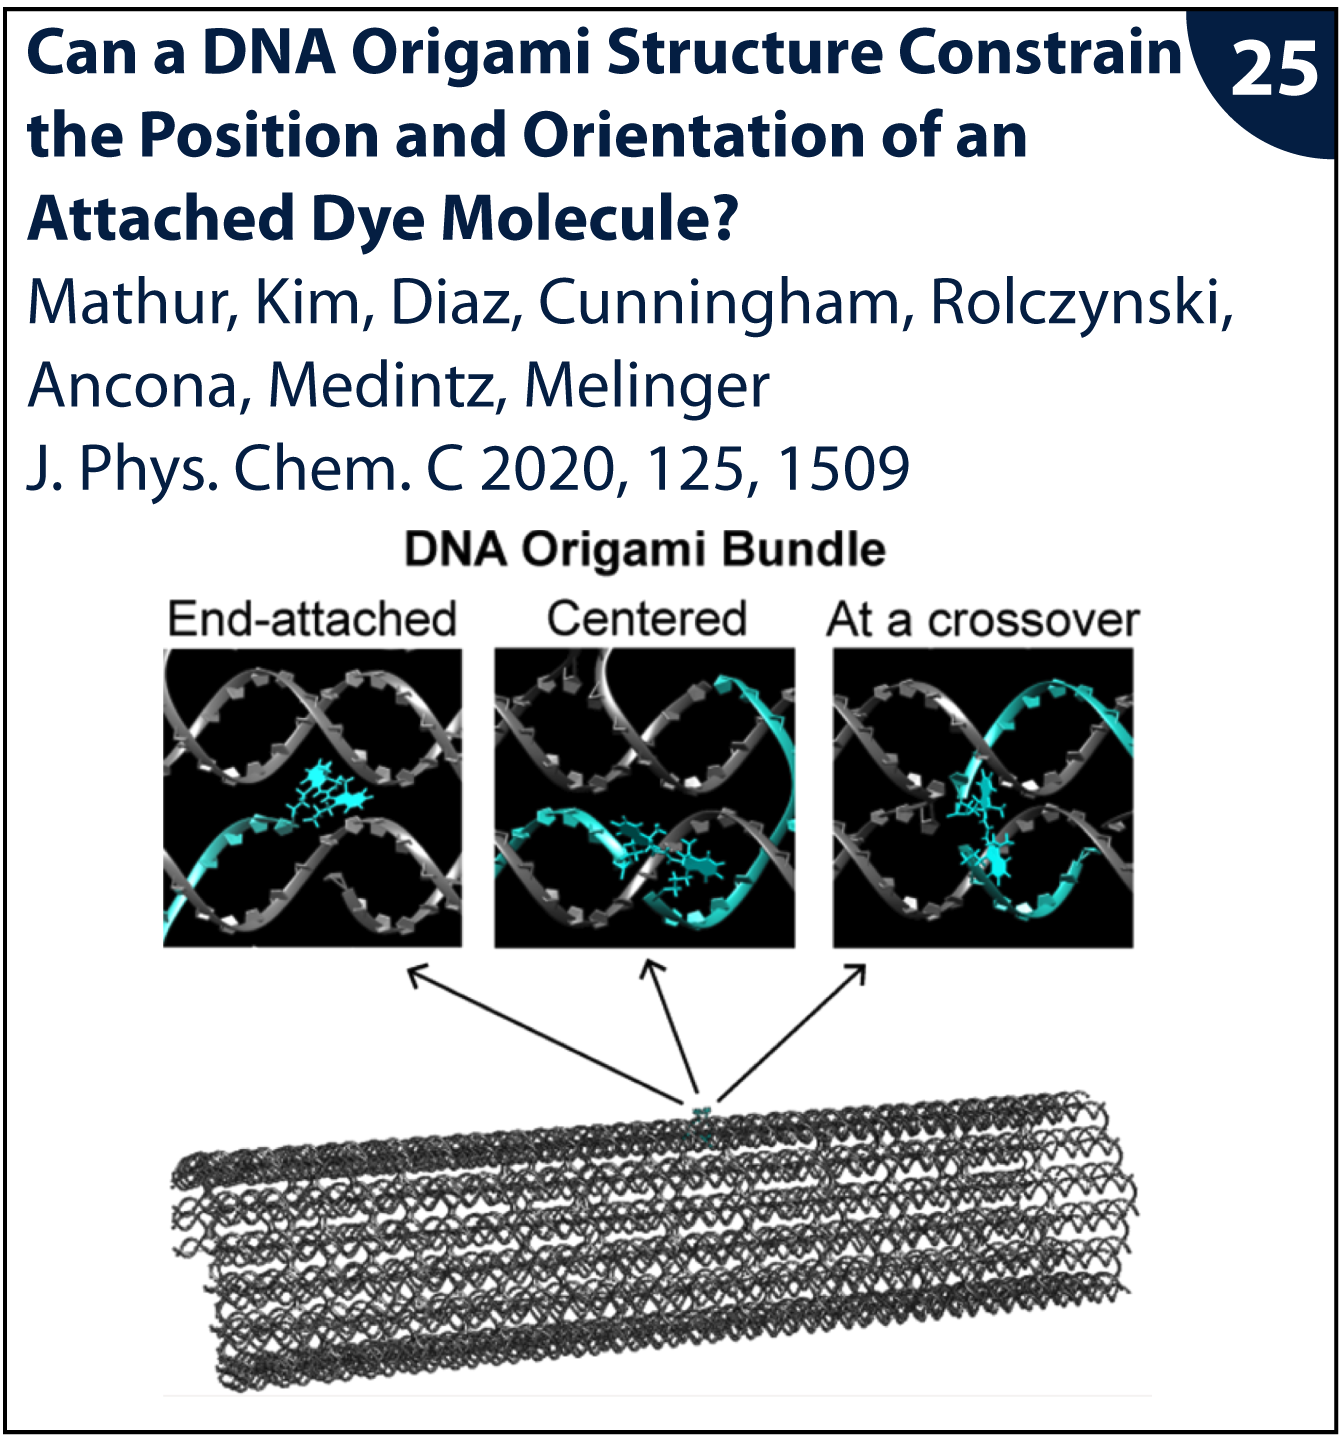 Can a DNA Origami Structure Constrain
25
the Position and Orientation of an
Attached Dye Molecule?
Mathur, Kim, Diaz, Cunningham, Rolczynski,
Ancona, Medintz, Melinger
J. Phys. Chem. C 2020, 125, 1509
DNA Origami Bundle
End-attached
Centered
At a crossover